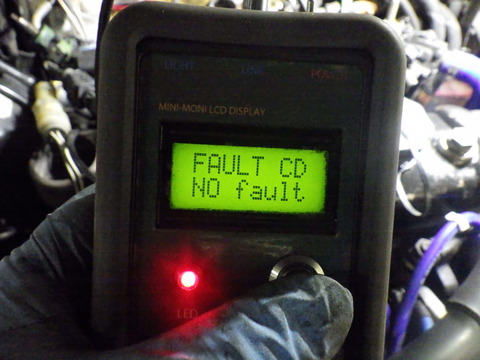 LIGHT LINK POWER
MINI-MONI LCD DISPLAY
FAULT CD
NO fault
LED